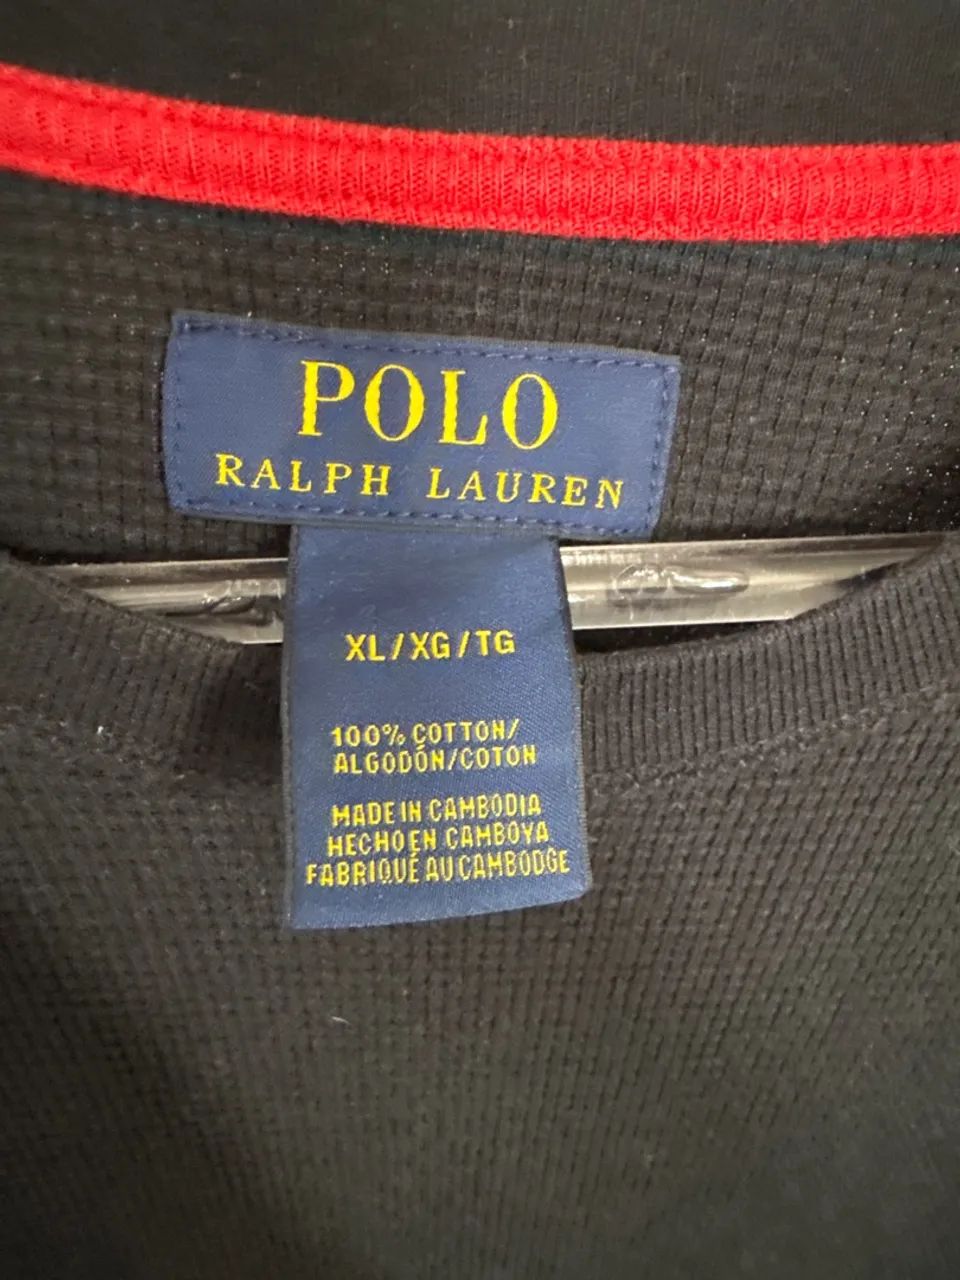 POLO
RALPH LAUREN
XL/XG/TG
100% COTTON/
ALGODÓN/COTON
MADE IN CAMBODIA
HECHO EN CAMBOYA
FABRIQUÉ AU CAMBODGE